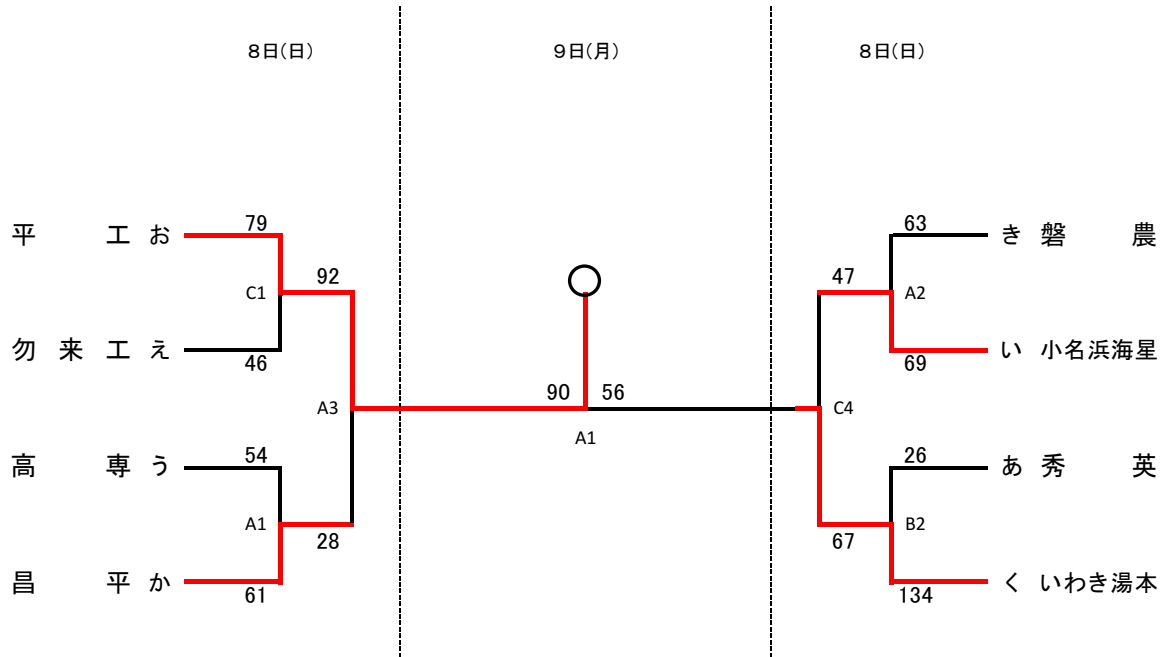 8日(日) 9日(月) 8日(日)
平 工 お 79 63 き 磐 農
92 47
C1 A2
勿 来 工 え 46 69 い 小名浜海星
90 56
A3 C4
A1
高 専 う 54 26 あ 秀 英
A1 B2
28 67
昌 平 か 61 134 く いわき湯本